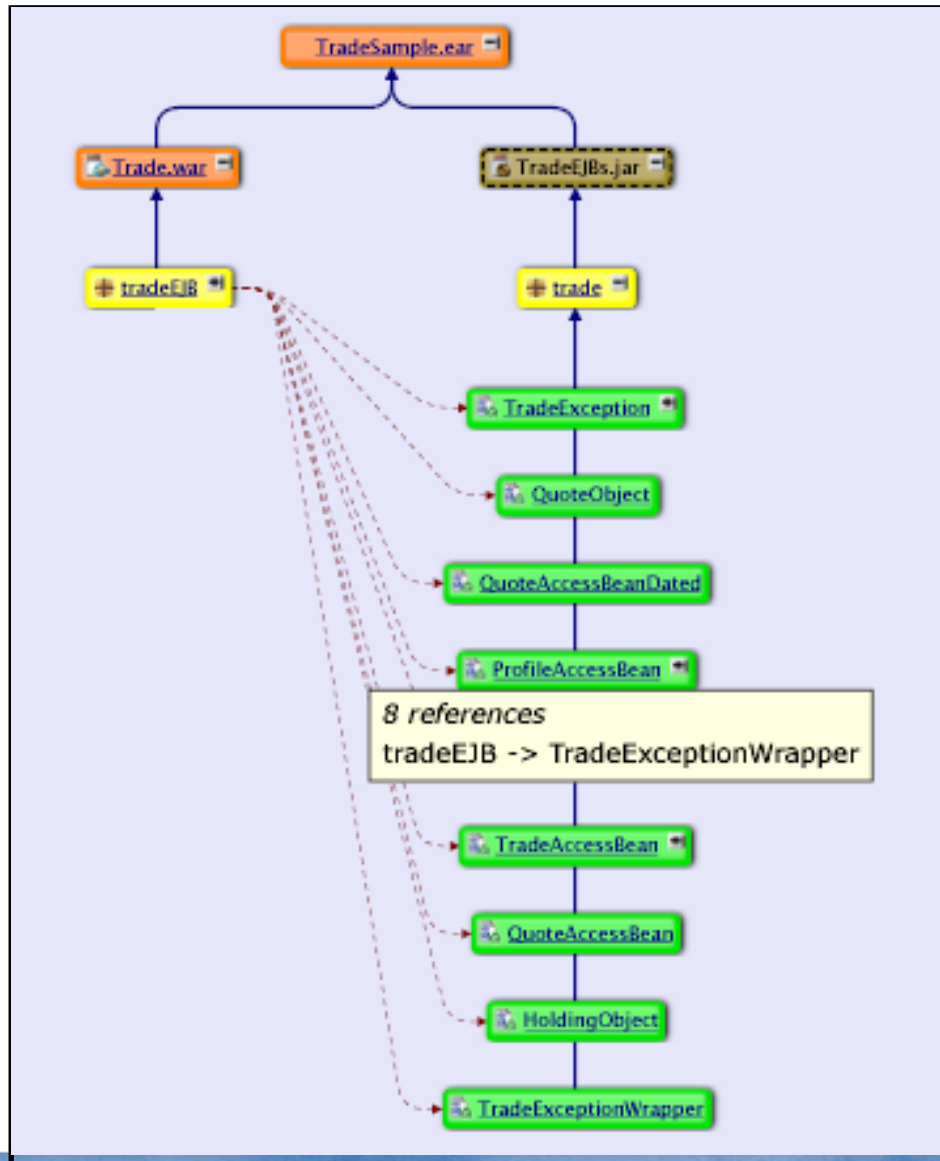 TradeSample.ear
Trade.war
TradeEJBs.jar
tradeEJB
trade
TradeException
QuoteObject
QuoteAccessBeanDated
ProfileAccessBean
8 references
tradeEJB -> TradeExceptionWrapper
TradeAccessBean
QuoteAccessBean
HoldingObject
TradeExceptionWrapper